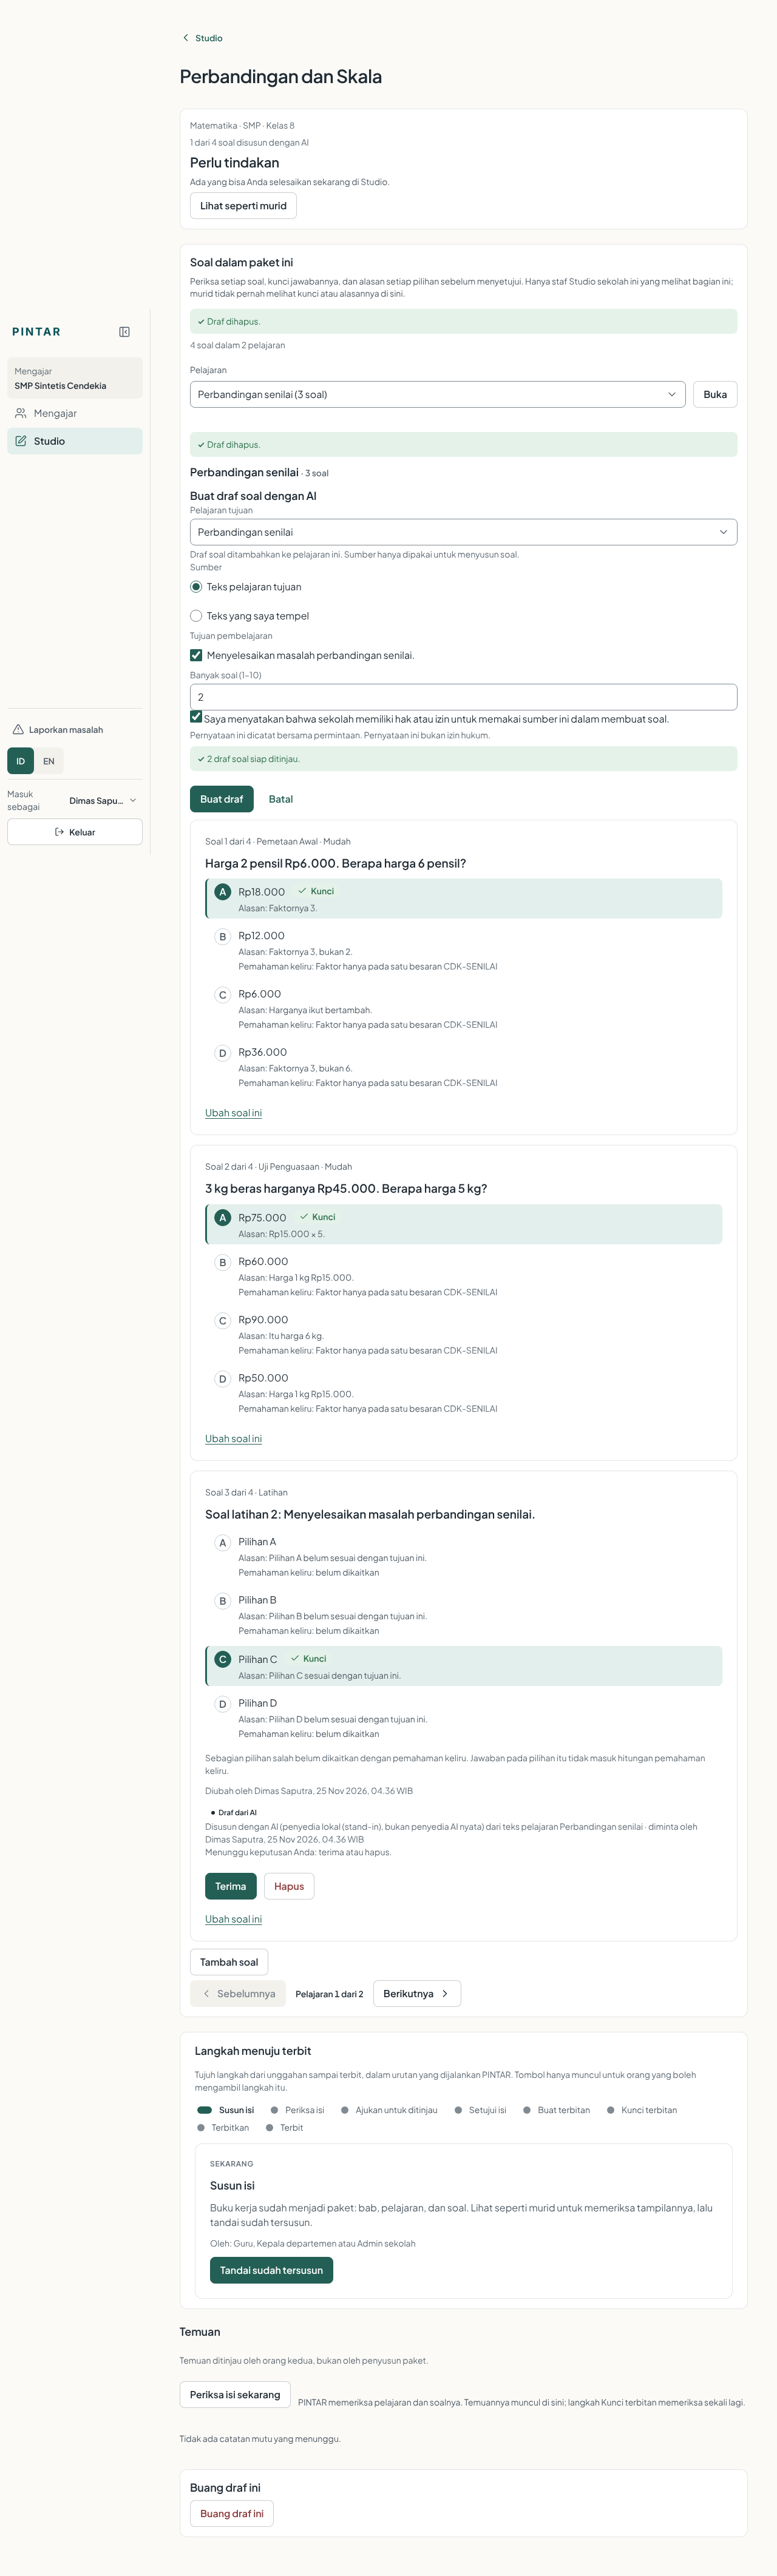 Studio
Perbandingan dan Skala
Matematika · SMP · Kelas 8
1 dari 4 soal disusun dengan AI
Perlu tindakan
Ada yang bisa Anda selesaikan sekarang di Studio.
Lihat seperti murid
Soal dalam paket ini
Periksa setiap soal, kunci jawabannya, dan alasan setiap pilihan sebelum menyetujui. Hanya staf Studio sekolah ini yang melihat bagian ini;
murid tidak pernah melihat kunci atau alasannya di sini.
Draf dihapus.
4 soal dalam 2 pelajaran
Pelajaran
Perbandingan senilai (3 soal)
Buka
Draf dihapus.
Perbandingan senilai · 3 soal
Buat draf soal dengan AI
Pelajaran tujuan
Perbandingan senilai
Draf soal ditambahkan ke pelajaran ini. Sumber hanya dipakai untuk menyusun soal.
Sumber
Teks pelajaran tujuan
Teks yang saya tempel
Tujuan pembelajaran
Menyelesaikan masalah perbandingan senilai.
Banyak soal (1–10)
2
Saya menyatakan bahwa sekolah memiliki hak atau izin untuk memakai sumber ini dalam membuat soal.
Pernyataan ini dicatat bersama permintaan. Pernyataan ini bukan izin hukum.
2 draf soal siap ditinjau.
Buat draf
Batal
PINTAR
Mengajar
SMP Sintetis Cendekia
Mengajar
Studio
Laporkan masalah
ID
EN
Masuk sebagai
Dimas Sapu…
Keluar
Soal 1 dari 4 · Pemetaan Awal · Mudah
Harga 2 pensil Rp6.000. Berapa harga 6 pensil?
A Rp18.000 Kunci
Alasan: Faktornya 3.
B Rp12.000
Alasan: Faktornya 3, bukan 2.
Pemahaman keliru: Faktor hanya pada satu besaran CDK-SENILAI
C Rp6.000
Alasan: Harganya ikut bertambah.
Pemahaman keliru: Faktor hanya pada satu besaran CDK-SENILAI
D Rp36.000
Alasan: Faktornya 3, bukan 6.
Pemahaman keliru: Faktor hanya pada satu besaran CDK-SENILAI
Ubah soal ini
Soal 2 dari 4 · Uji Penguasaan · Mudah
3 kg beras harganya Rp45.000. Berapa harga 5 kg?
A Rp75.000 Kunci
Alasan: Rp15.000 × 5.
B Rp60.000
Alasan: Harga 1 kg Rp15.000.
Pemahaman keliru: Faktor hanya pada satu besaran CDK-SENILAI
C Rp90.000
Alasan: Itu harga 6 kg.
Pemahaman keliru: Faktor hanya pada satu besaran CDK-SENILAI
D Rp50.000
Alasan: Harga 1 kg Rp15.000.
Pemahaman keliru: Faktor hanya pada satu besaran CDK-SENILAI
Ubah soal ini
Soal 3 dari 4 · Latihan
Soal latihan 2: Menyelesaikan masalah perbandingan senilai.
A Pilihan A
Alasan: Pilihan A belum sesuai dengan tujuan ini.
Pemahaman keliru: belum dikaitkan
B Pilihan B
Alasan: Pilihan B belum sesuai dengan tujuan ini.
Pemahaman keliru: belum dikaitkan
C Pilihan C Kunci
Alasan: Pilihan C sesuai dengan tujuan ini.
D Pilihan D
Alasan: Pilihan D belum sesuai dengan tujuan ini.
Pemahaman keliru: belum dikaitkan
Sebagian pilihan salah belum dikaitkan dengan pemahaman keliru. Jawaban pada pilihan itu tidak masuk hitungan pemahaman
keliru.
Diubah oleh Dimas Saputra, 25 Nov 2026, 04.36 WIB
Draf dari AI
Disusun dengan AI (penyedia lokal (stand-in), bukan penyedia AI nyata) dari teks pelajaran Perbandingan senilai · diminta oleh
Dimas Saputra, 25 Nov 2026, 04.36 WIB
Menunggu keputusan Anda: terima atau hapus.
Terima
Hapus
Ubah soal ini
Tambah soal
Sebelumnya
Pelajaran 1 dari 2
Berikutnya
Langkah menuju terbit
Tujuh langkah dari unggahan sampai terbit, dalam urutan yang dijalankan PINTAR. Tombol hanya muncul untuk orang yang boleh
mengambil langkah itu.
Susun isi
Periksa isi
Ajukan untuk ditinjau
Setujui isi
Buat terbitan
Kunci terbitan
Terbitkan
Terbit
SEKARANG
Susun isi
Buku kerja sudah menjadi paket: bab, pelajaran, dan soal. Lihat seperti murid untuk memeriksa tampilannya, lalu
tandai sudah tersusun.
Oleh: Guru, Kepala departemen atau Admin sekolah
Tandai sudah tersusun
Temuan
Temuan ditinjau oleh orang kedua, bukan oleh penyusun paket.
Periksa isi sekarang
PINTAR memeriksa pelajaran dan soalnya. Temuannya muncul di sini; langkah Kunci terbitan memeriksa sekali lagi.
Tidak ada catatan mutu yang menunggu.
Buang draf ini
Buang draf ini